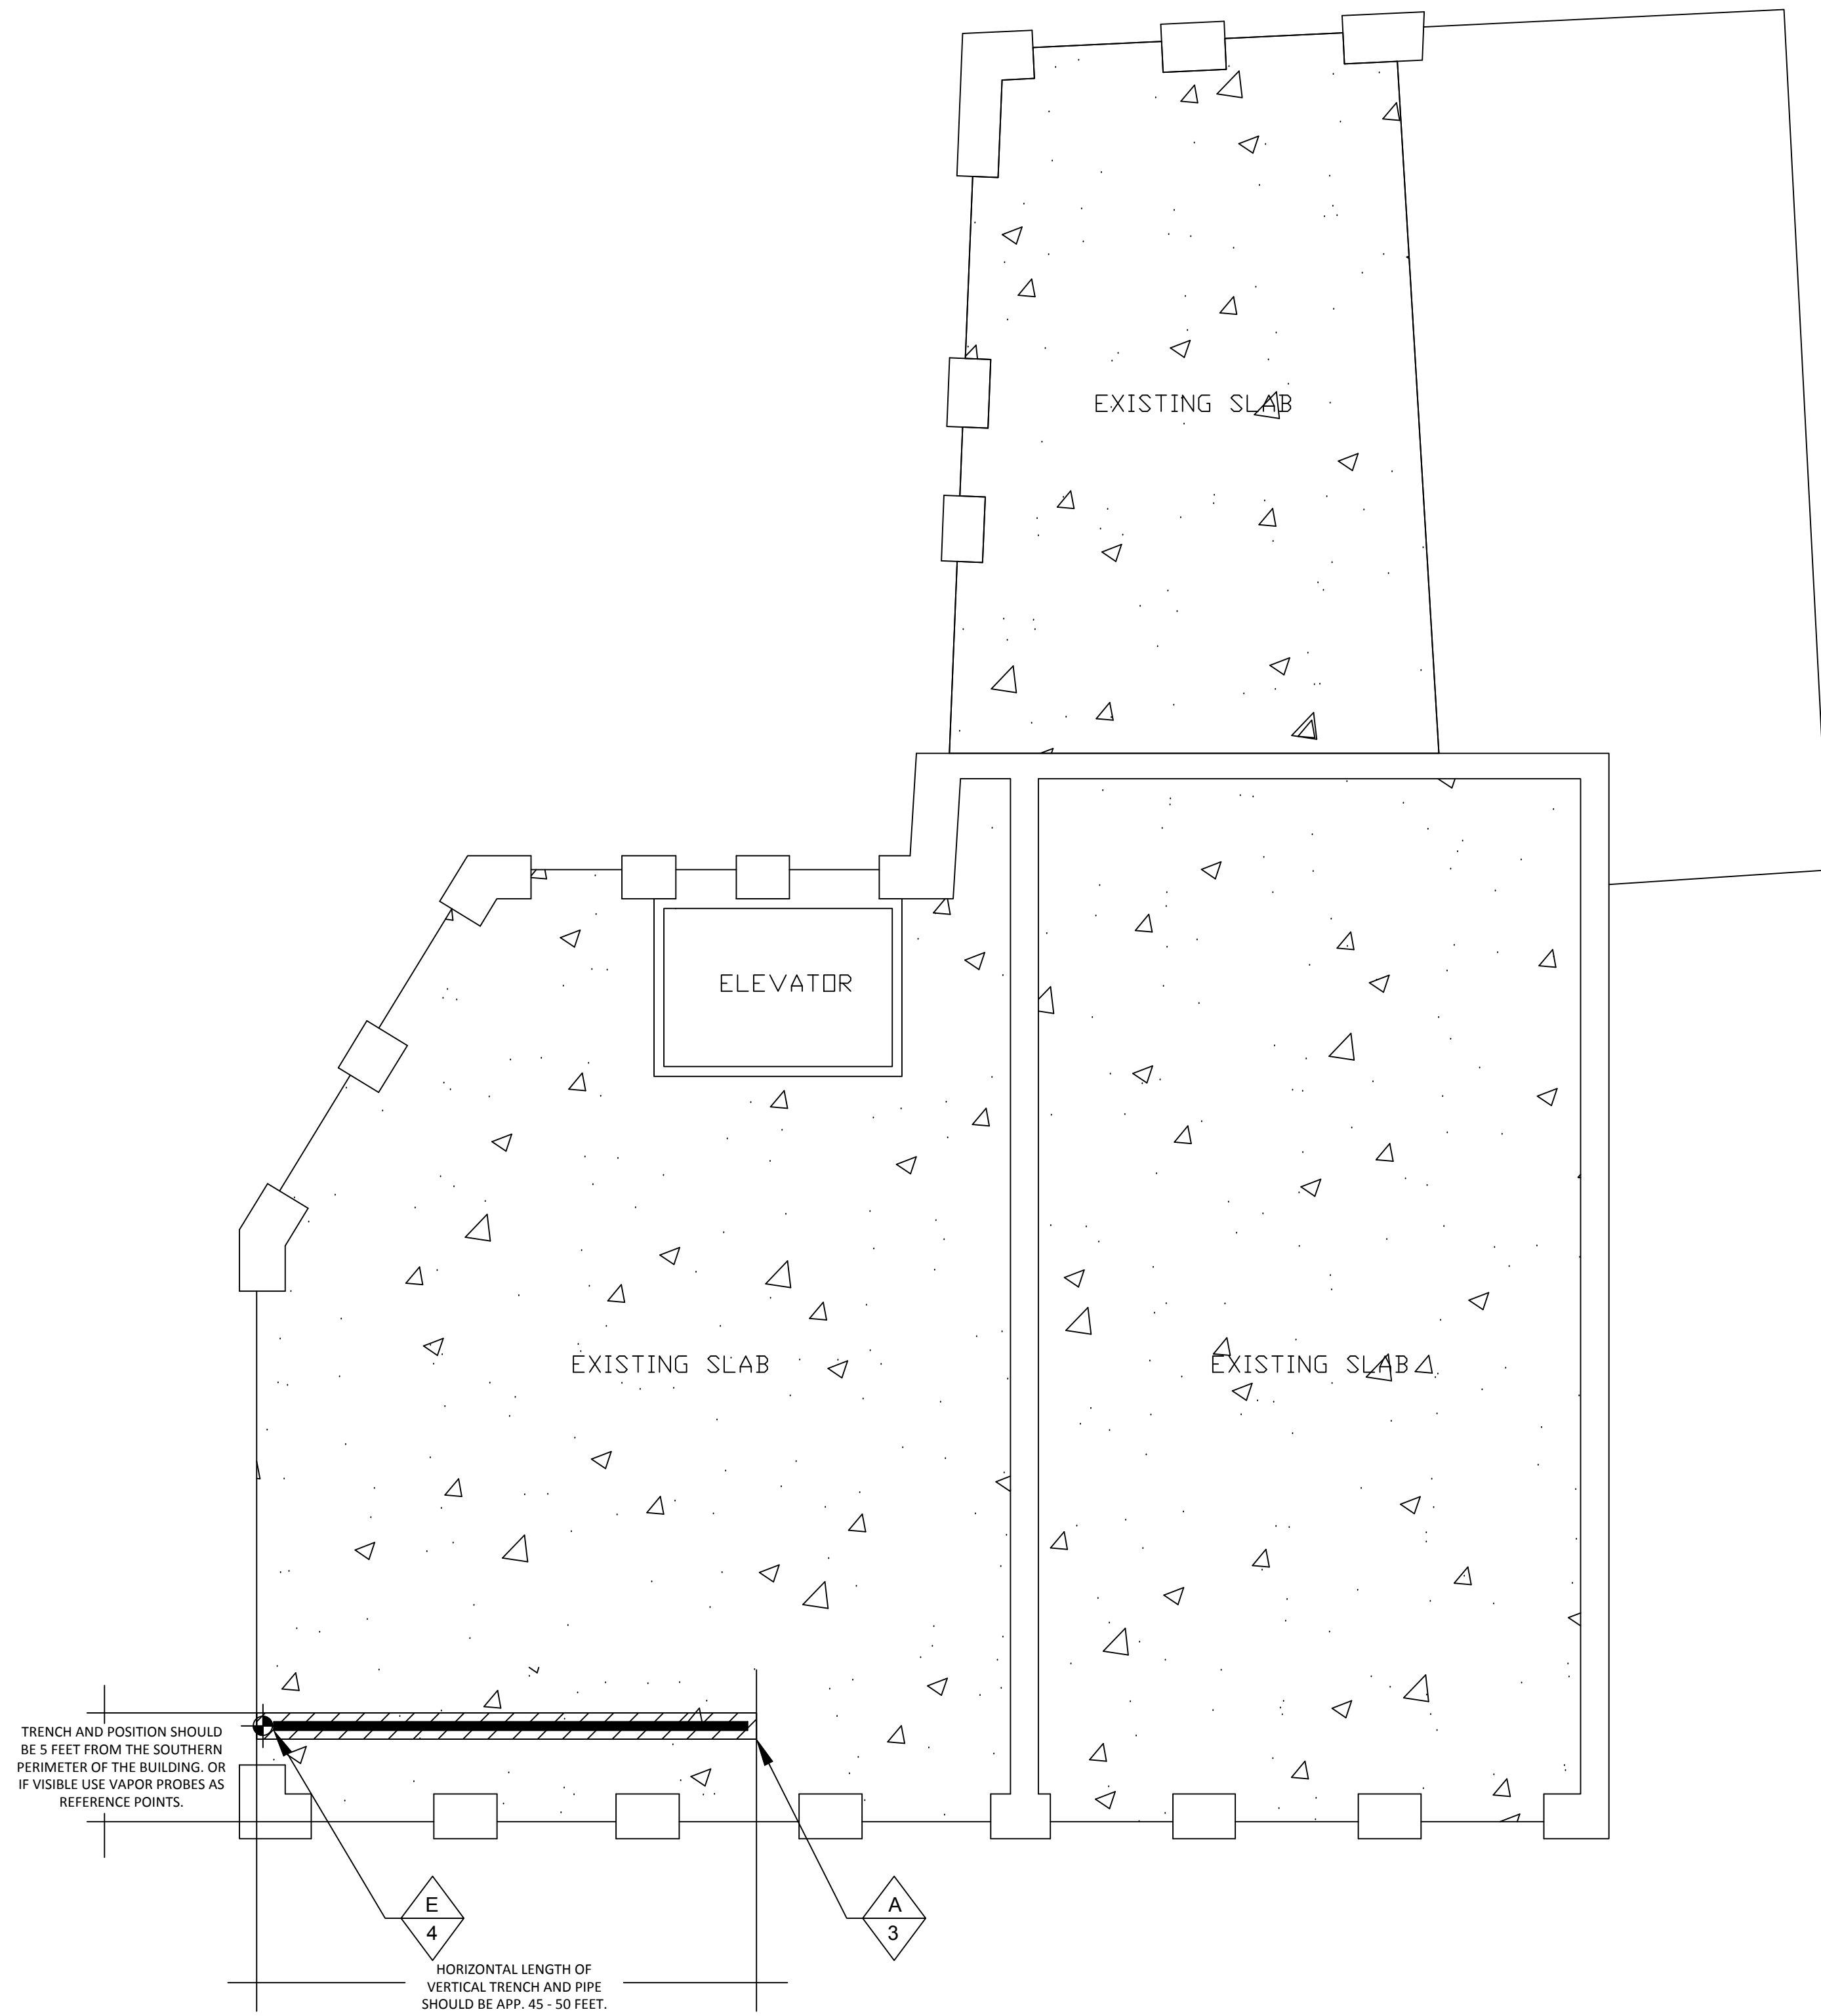 EXISTING SLAB
ELEVATOR
EXISTING SLAB
EXISTING SLAB
TRENCH AND POSITION SHOULD
BE 5 FEET FROM THE SOUTHERN
PERIMETER OF THE BUILDING. OR
IF VISIBLE USE VAPOR PROBES AS
REFERENCE POINTS.
E
4
A
3
HORIZONTAL LENGTH OF
VERTICAL TRENCH AND PIPE
SHOULD BE APP. 45 - 50 FEET.